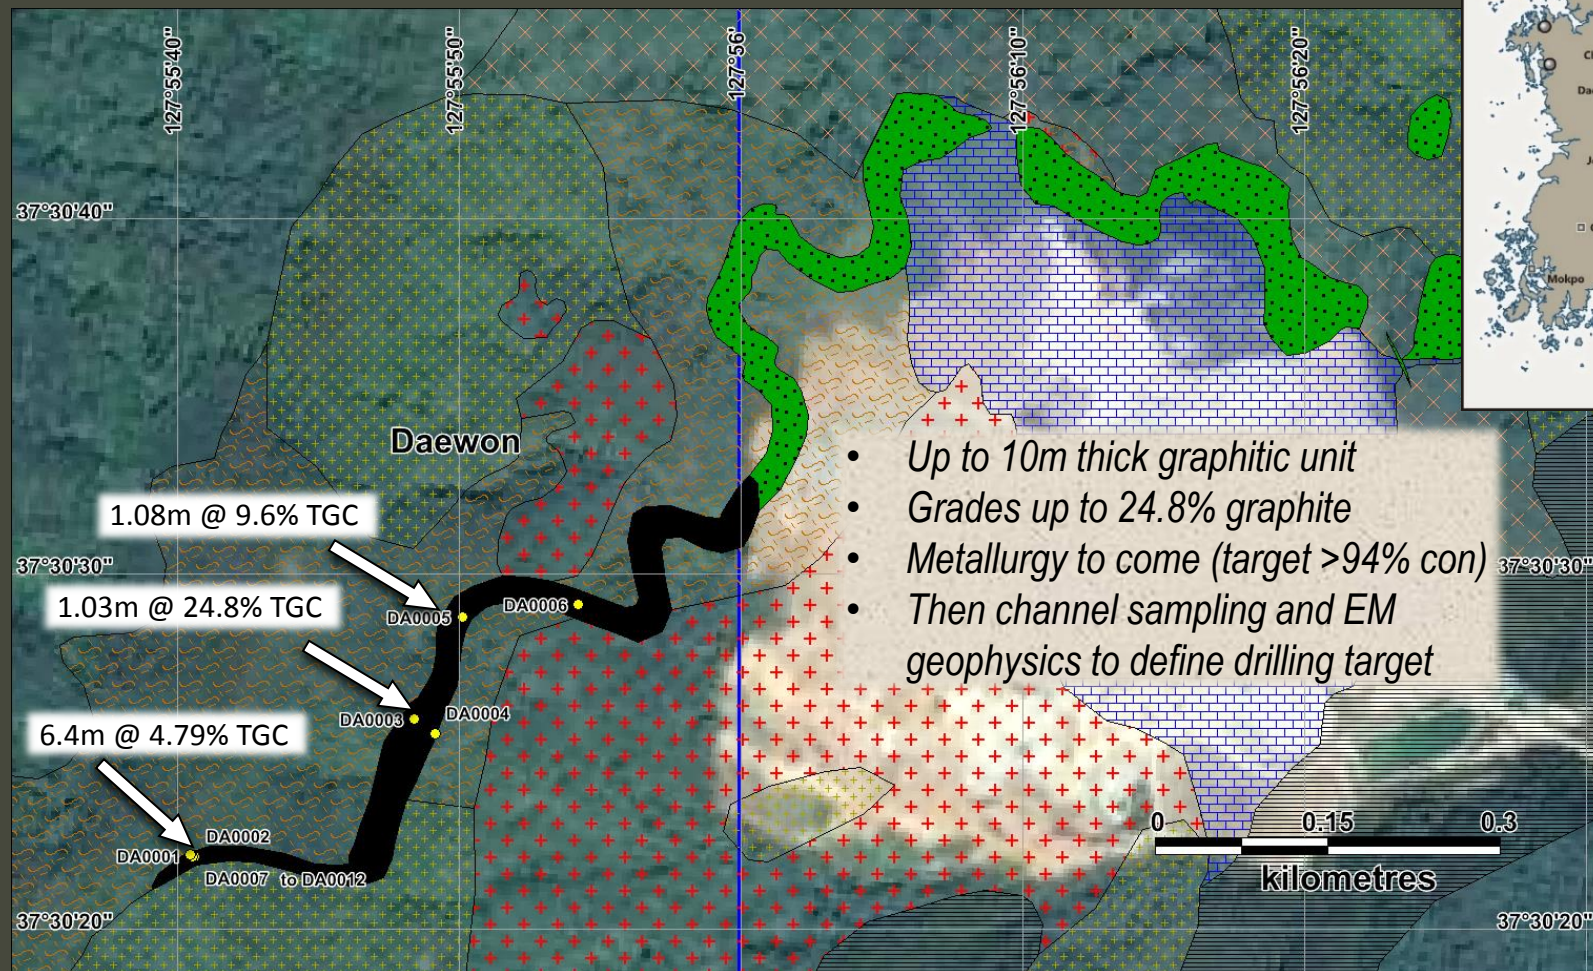 127°55'40"
127°55'50"
127°56'
127°56'10"
127°56'20"
37°30'40"
Daewon
Mokpo
• Up to 10m thick graphitic unit
• Grades up to 24.8% graphite
• Metallurgy to come (target >94% con)
• Then channel sampling and EM
geophysics to define drilling target
1.08m @ 9.6% TGC
37°30'30"
37°30'30"
1.03m @ 24.8% TGC
DA0005
DA0006
6.4m @ 4.79% TGC
DA0003
DA0004
DA0002
DA0001
DA0007 to DA0012
0 0.15 0.3
kilometres
37°30'20"
37°30'20"